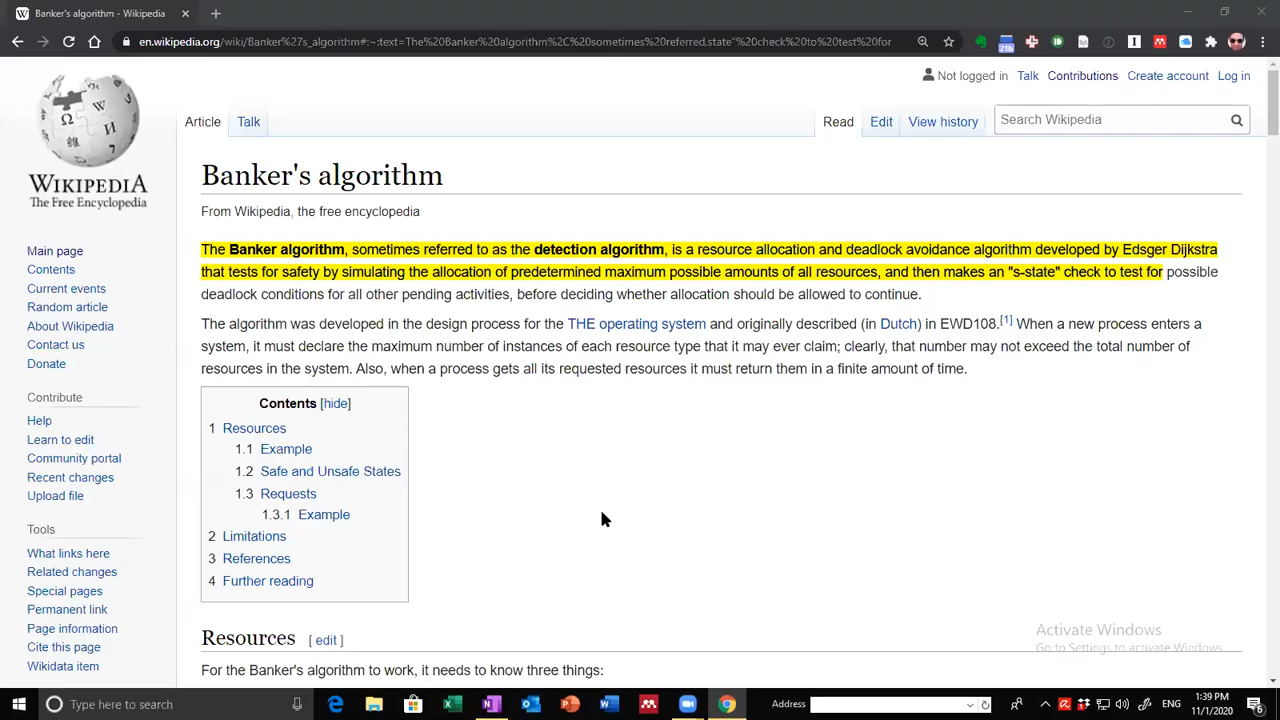 Banker's algorithm - Wikipedia
en.wikipedia.org/wiki/Banker%27s_algorithm#:~:text=The%20Banker%20algorithm%2C%20sometimes%20referred.state"%20check%20to%20test%20for
21h
Not logged in Talk Contributions Create account Log in
Article Talk Read Edit View history Search Wikipedia
WIKIPEDIA
The Free Encyclopedia
Main page
Contents
Current events
Random article
About Wikipedia
Contact us
Donate
Contribute
Help
Learn to edit
Community portal
Recent changes
Upload file
Tools
What links here
Related changes
Special pages
Permanent link
Page information
Cite this page
Wikidata item
Banker's algorithm
From Wikipedia, the free encyclopedia
The Banker algorithm, sometimes referred to as the detection algorithm, is a resource allocation and deadlock avoidance algorithm developed by Edsger Dijkstra
that tests for safety by simulating the allocation of predetermined maximum possible amounts of all resources, and then makes an "s-state" check to test for possible
deadlock conditions for all other pending activities, before deciding whether allocation should be allowed to continue.
The algorithm was developed in the design process for the THE operating system and originally described (in Dutch) in EWD108.[1] When a new process enters a
system, it must declare the maximum number of instances of each resource type that it may ever claim; clearly, that number may not exceed the total number of
resources in the system. Also, when a process gets all its requested resources it must return them in a finite amount of time.
Contents [hide]
1 Resources
1.1 Example
1.2 Safe and Unsafe States
1.3 Requests
1.3.1 Example
2 Limitations
3 References
4 Further reading
Resources [ edit ]
For the Banker's algorithm to work, it needs to know three things:
Activate Windows
Go to Settings to activate Windows.
Type here to search
Address
ENG
1:39 PM
11/1/2020
6